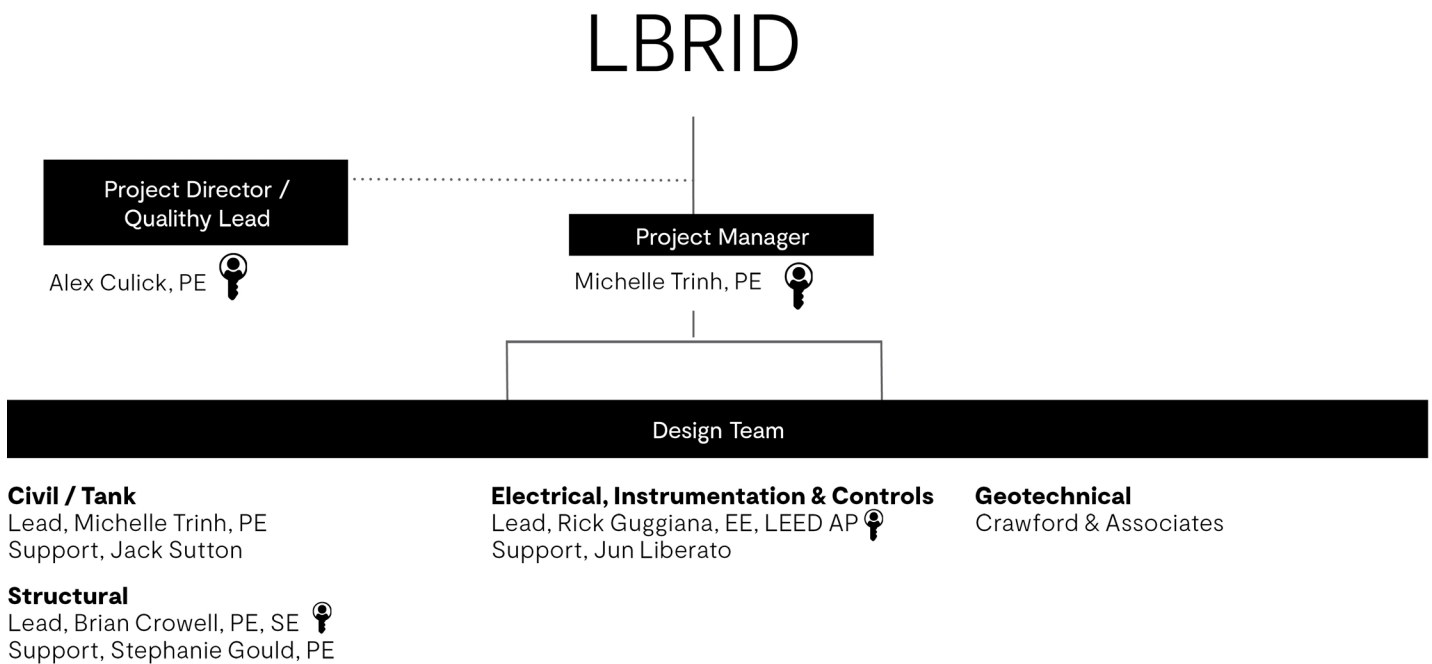 LBRID
Project Director /
Qualithy Lead
Alex Culick, PE
Project Manager
Michelle Trinh, PE
Design Team
Civil / Tank
Lead, Michelle Trinh, PE
Support, Jack Sutton
Structural
Lead, Brian Crowell, PE, SE
Support, Stephanie Gould, PE
Electrical, Instrumentation & Controls
Lead, Rick Guggiana, EE, LEED AP
Support, Jun Liberato
Geotechnical
Crawford & Associates